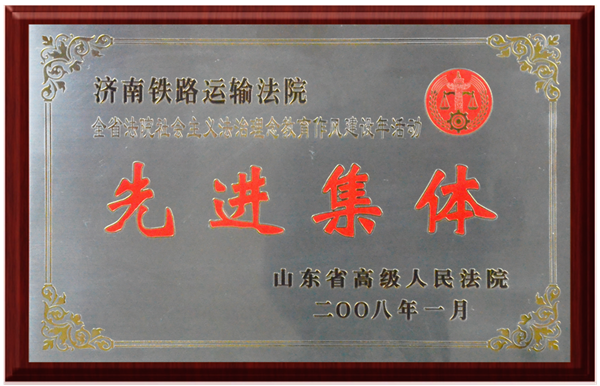 济南铁路运输法院
全省法院社会主义法治理念教育作风建设年活动
先进集体
山东省高级人民法院
二〇〇八年一月